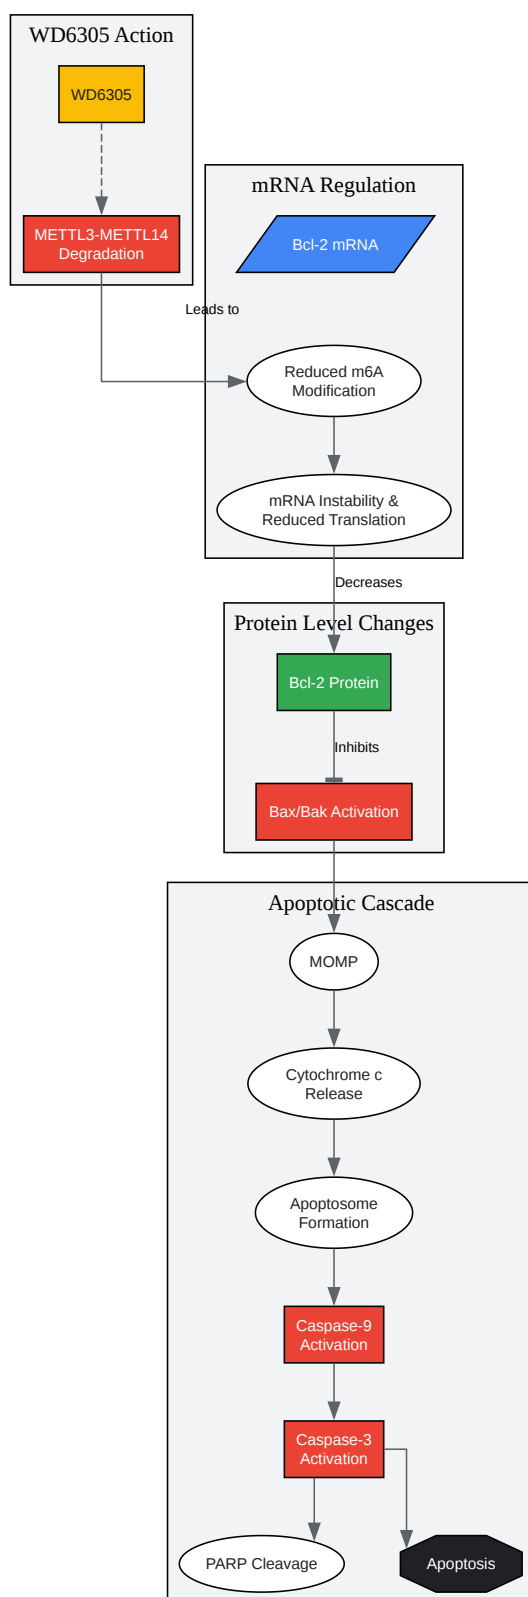 WD6305 Action
WD6305
METTL3-METTL14
Degradation
Leads to
mRNA Regulation
Bcl-2 mRNA
Reduced m6A
Modification
mRNA Instability &
Reduced Translation
Decreases
Protein Level Changes
Bcl-2 Protein
Inhibits
Bax/Bak Activation
Apoptotic Cascade
MOMP
Cytochrome c
Release
Apoptosome
Formation
Caspase-9
Activation
Caspase-3
Activation
PARP Cleavage
Apoptosis